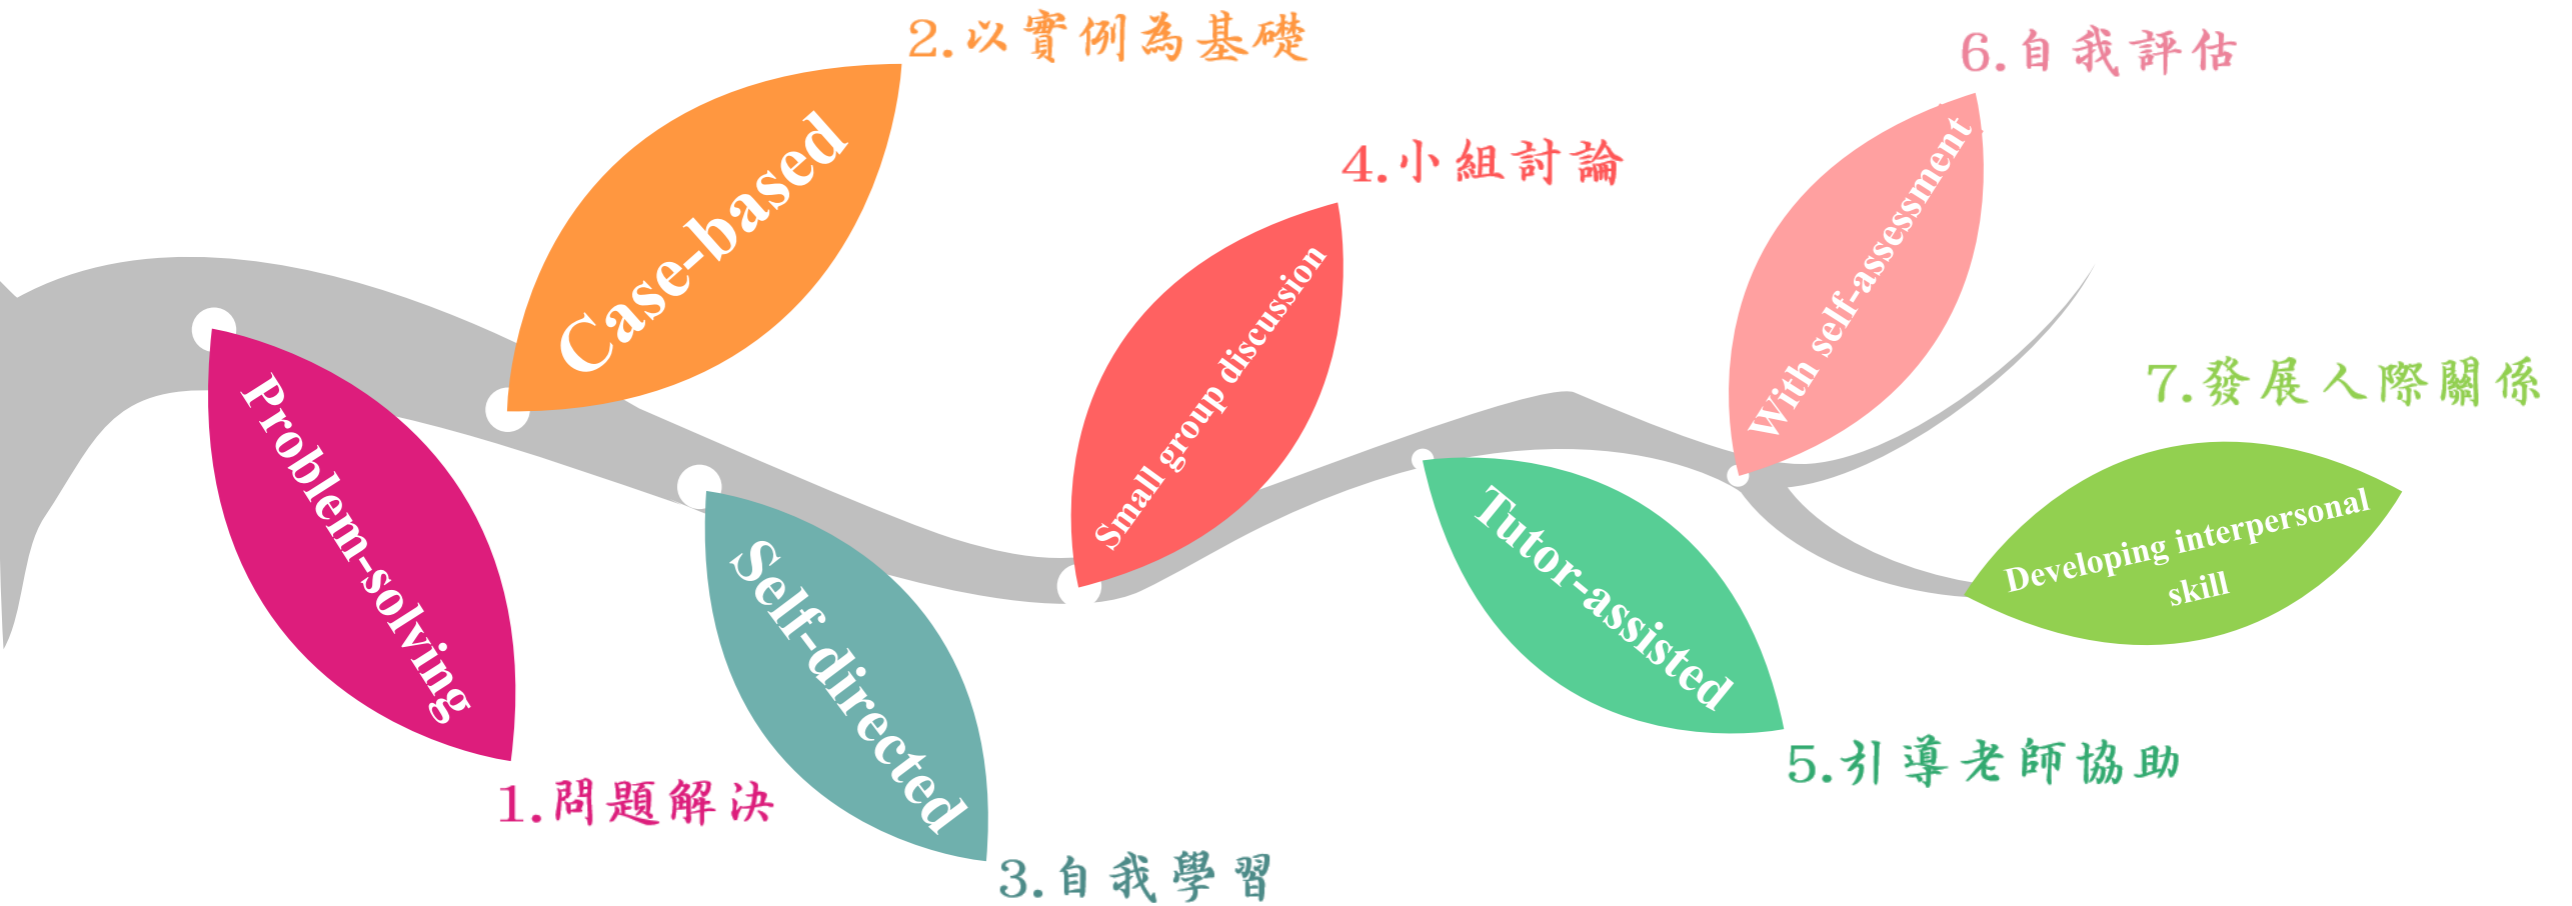 Problem-solving
1.問題解決
Case-based
2.以實例為基礎
Self-directed
3.自我學習
Small group discussion
4.小組討論
Tutor-assisted
5.引導老師協助
With self-assessment
6.自我評估
Developing interpersonal
skill
7.發展人際關係